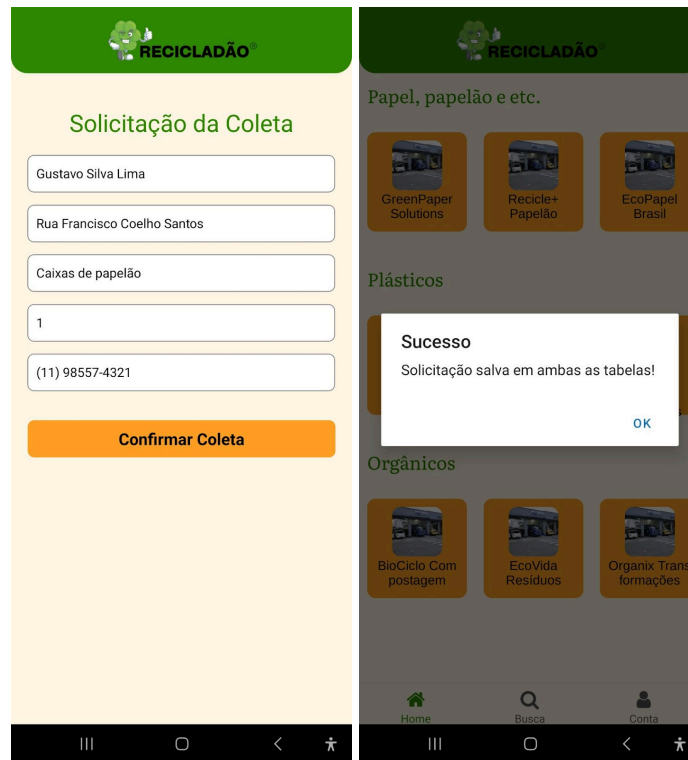 RECICLADÃO®
Solicitação da Coleta
Gustavo Silva Lima
Rua Francisco Coelho Santos
Caixas de papelão
1
(11) 98557-4321
Confirmar Coleta
RECICLADÃO®
Papel, papelão e etc.
GreenPaper
Solutions
Recicle+
Papelão
EcoPapel
Brasil
Plásticos
Sucesso
Solicitação salva em ambas as tabelas!
OK
Orgânicos
BioCiclo Com
postagem
EcoVida
Resíduos
Organix Trans
formações
Home
Busca
Conta